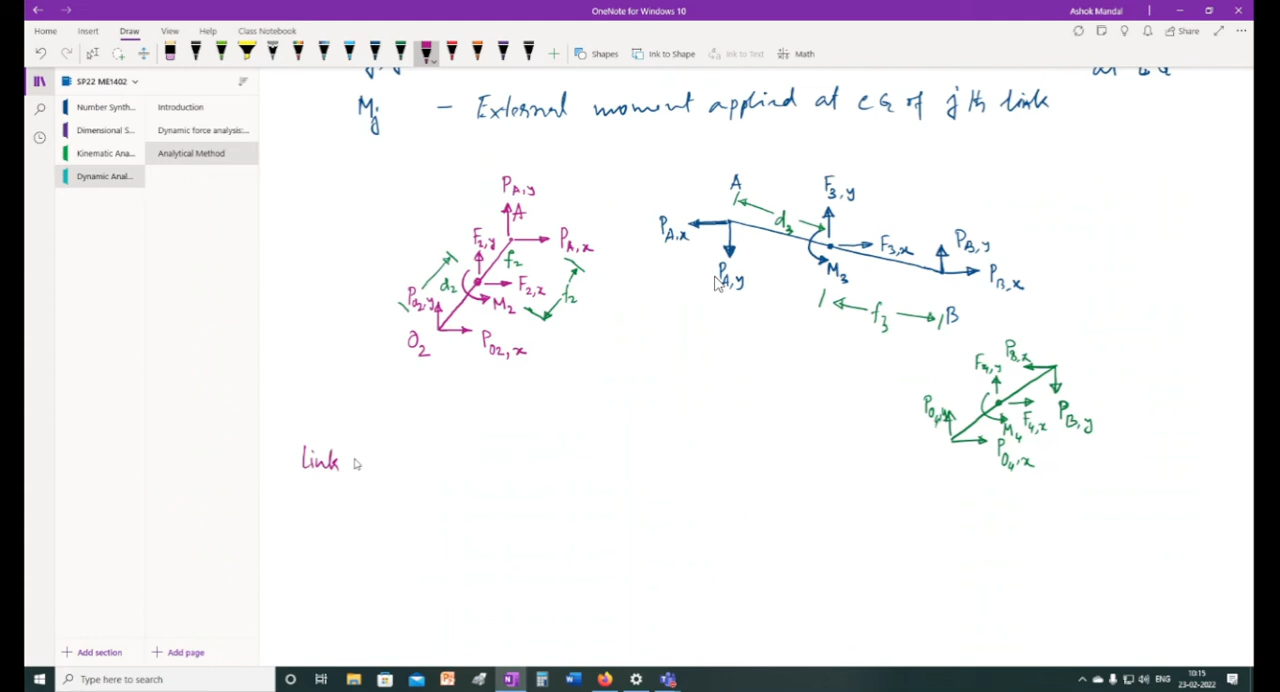 OneNote for Windows 10
Ashok Mandal
Home Insert Draw View Help Class Notebook
Share
Shapes Ink to Shape Ink to Text Math
SP22 ME1402
Number Synth...
Dimensional S...
Kinematic Ana...
Dynamic Anal...
Introduction
Dynamic force analysis:...
Analytical Method
Mj - External moment applied at CG of jth link
PA,y
A
F2,y
PA,x
f2
d2
F2,x
M2
f2
PO2,y
O2
PO2,x
A
F3,y
PA,x
d3
F3,x
PB,y
PA,y
M3
PB,x
f3
B
PB,x
F4,y
PO4,y
F4,x
PB,y
M4
PO4,x
Link
Add section
Add page
Type here to search
ENG
10:15
23-02-2022